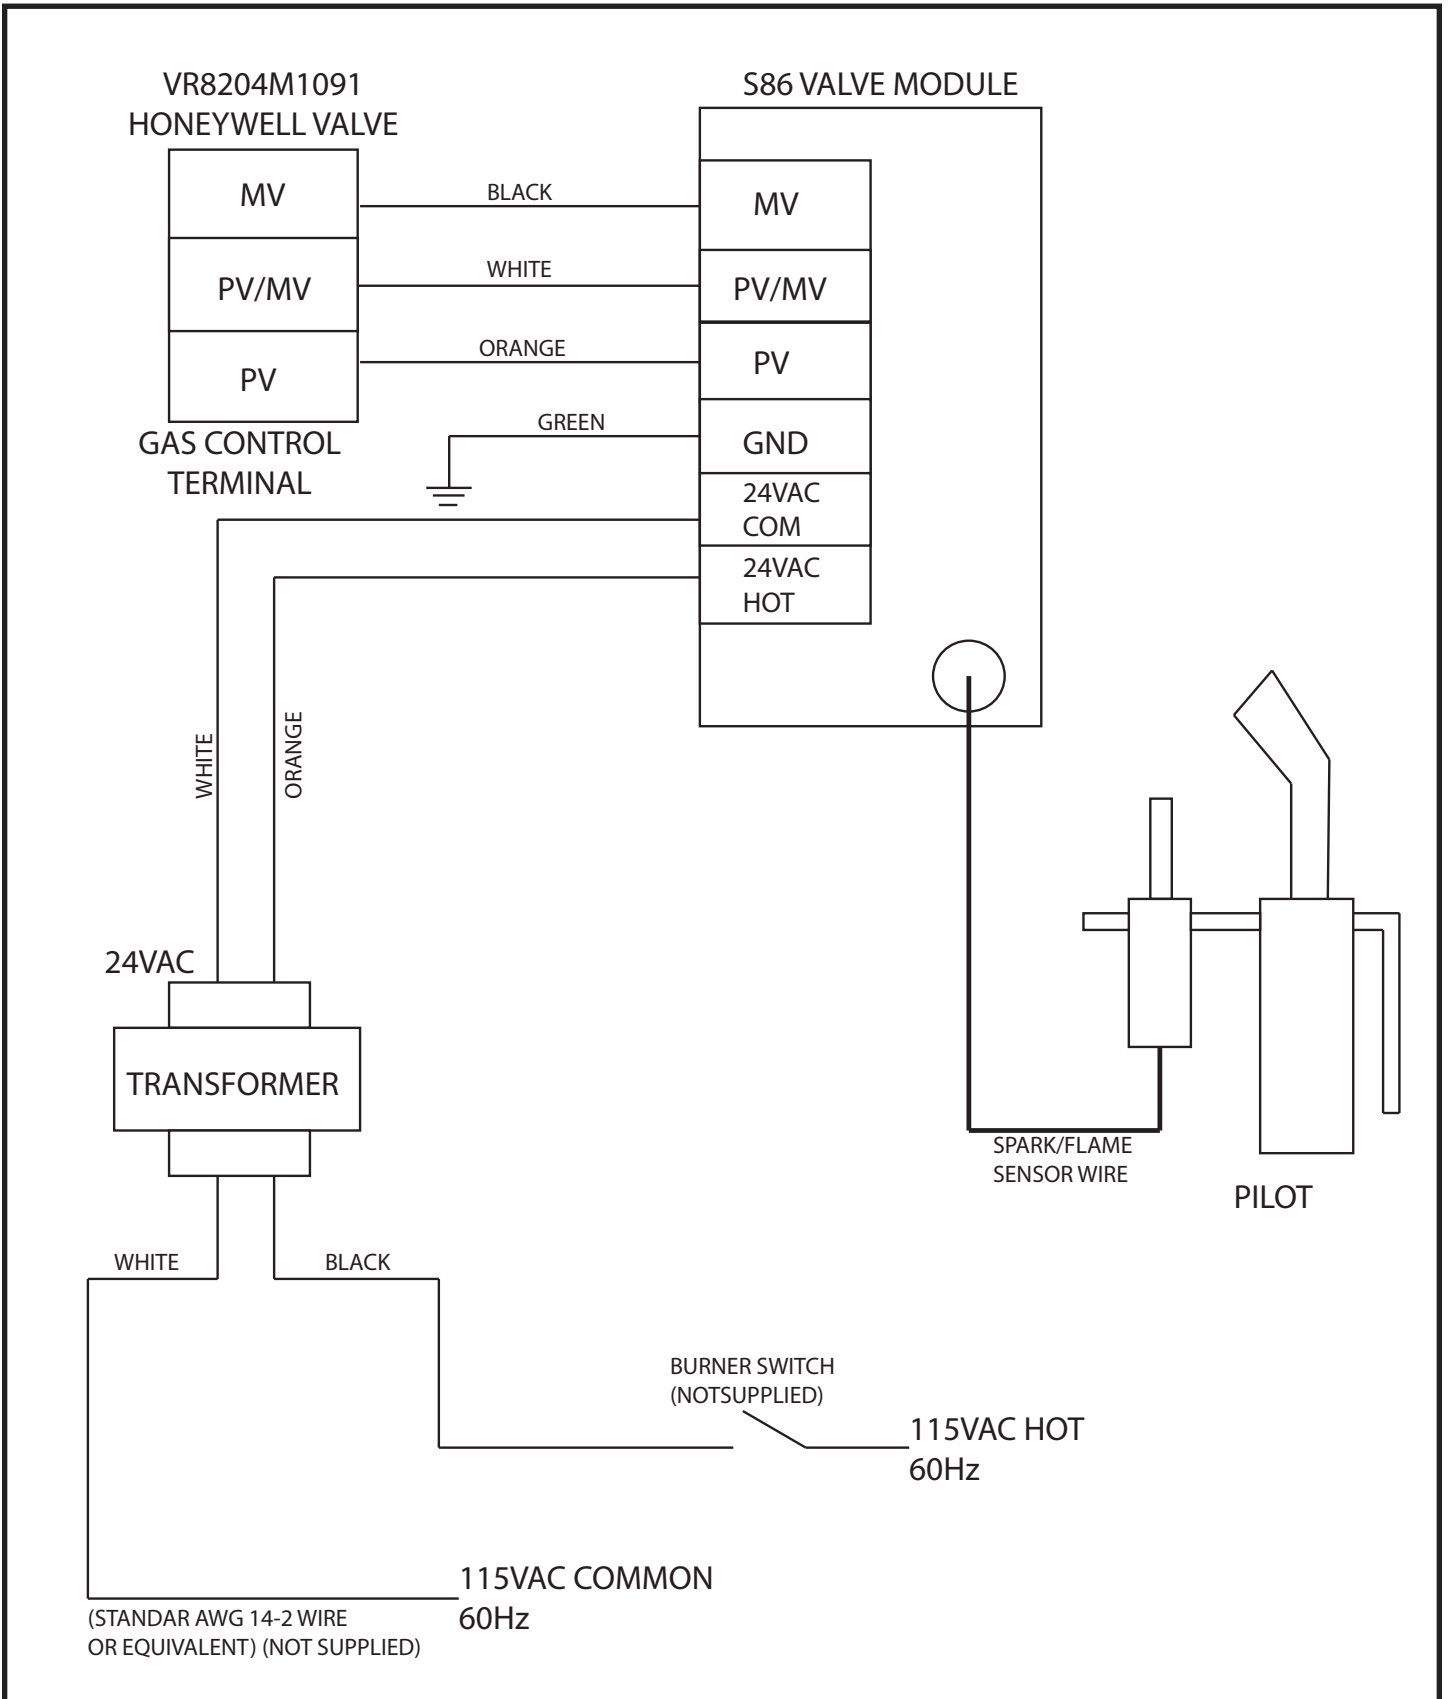 VR8204M1091
HONEYWELL VALVE
MV
PV/MV
PV
GAS CONTROL
TERMINAL
BLACK
WHITE
ORANGE
GREEN
S86 VALVE MODULE
MV
PV/MV
PV
GND
24VAC
COM
24VAC
HOT
WHITE
ORANGE
24VAC
TRANSFORMER
SPARK/FLAME
SENSOR WIRE
PILOT
WHITE
BLACK
BURNER SWITCH
(NOTSUPPLIED)
115VAC HOT
60Hz
115VAC COMMON
60Hz
(STANDAR AWG 14-2 WIRE
OR EQUIVALENT) (NOT SUPPLIED)